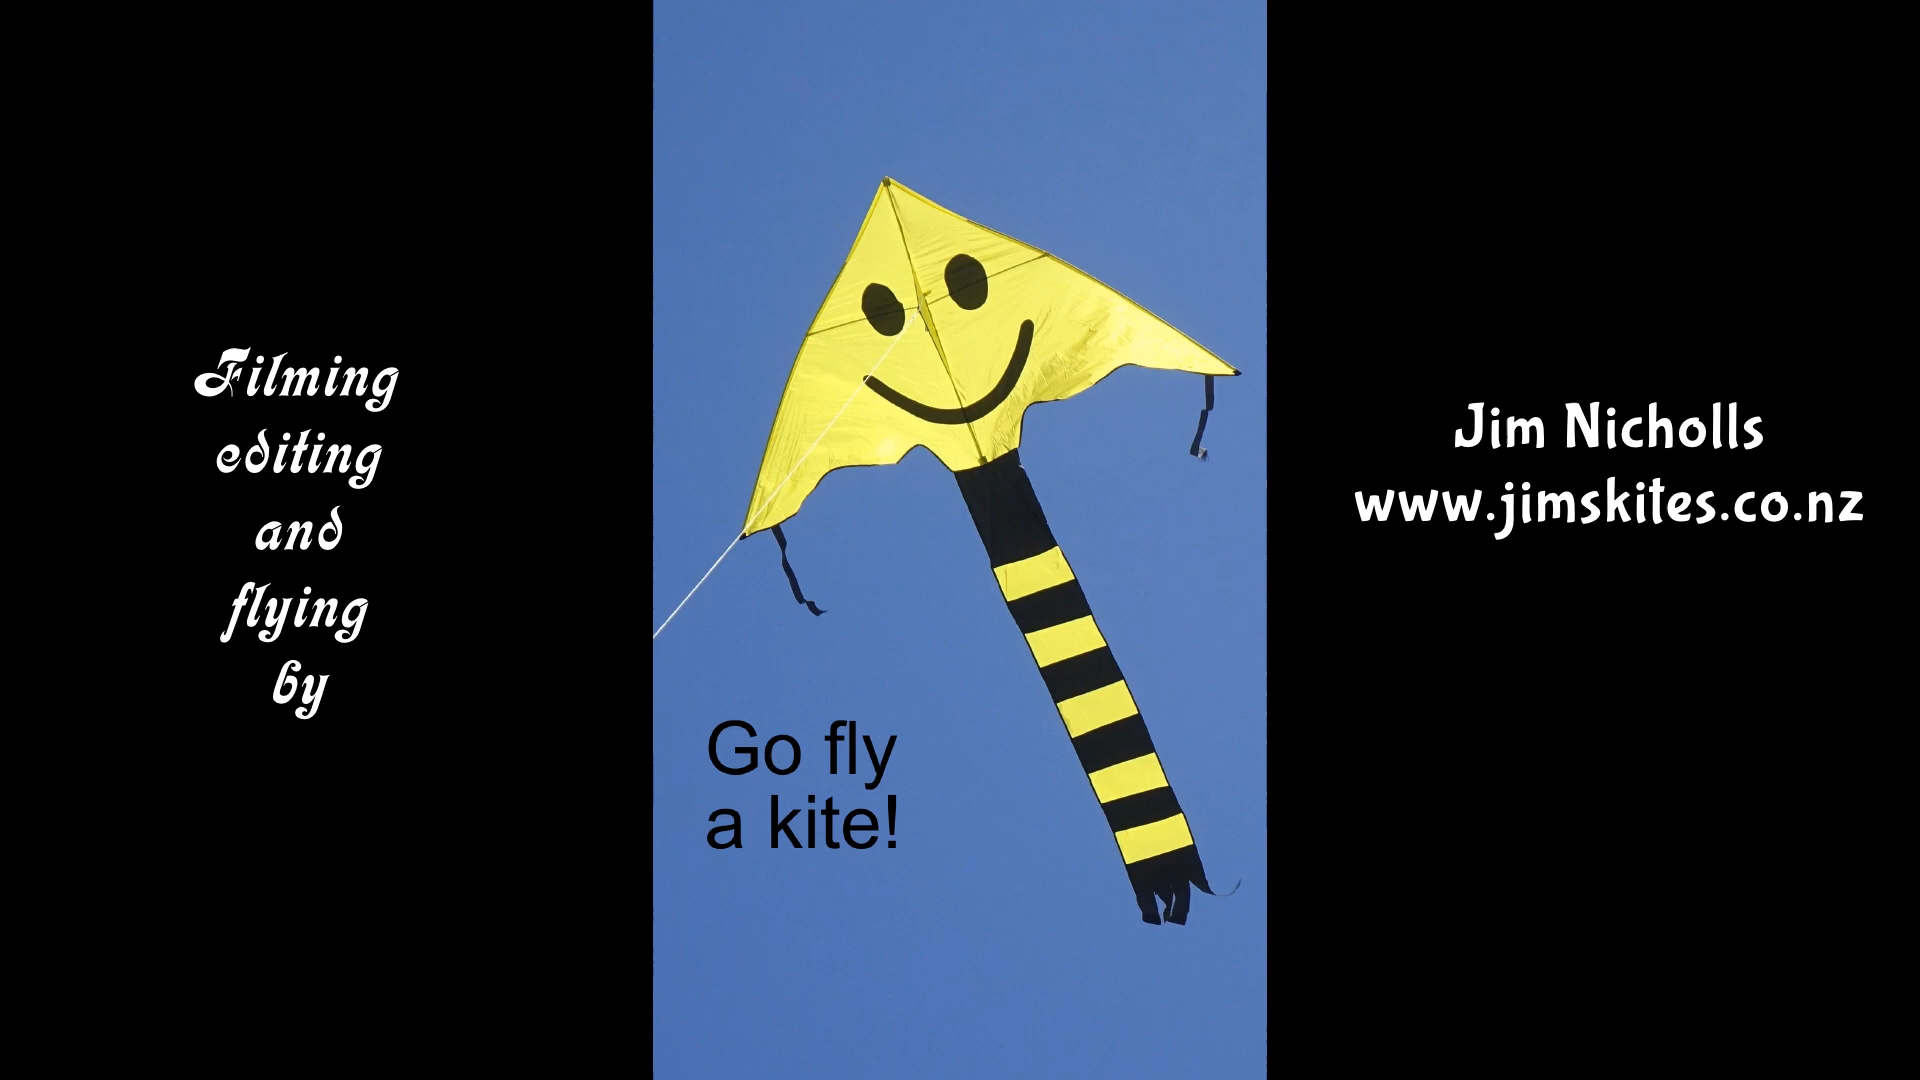 Filming
editing
and
flying
by
Go fly
a kite!
Jim Nicholls
www.jimskites.co.nz